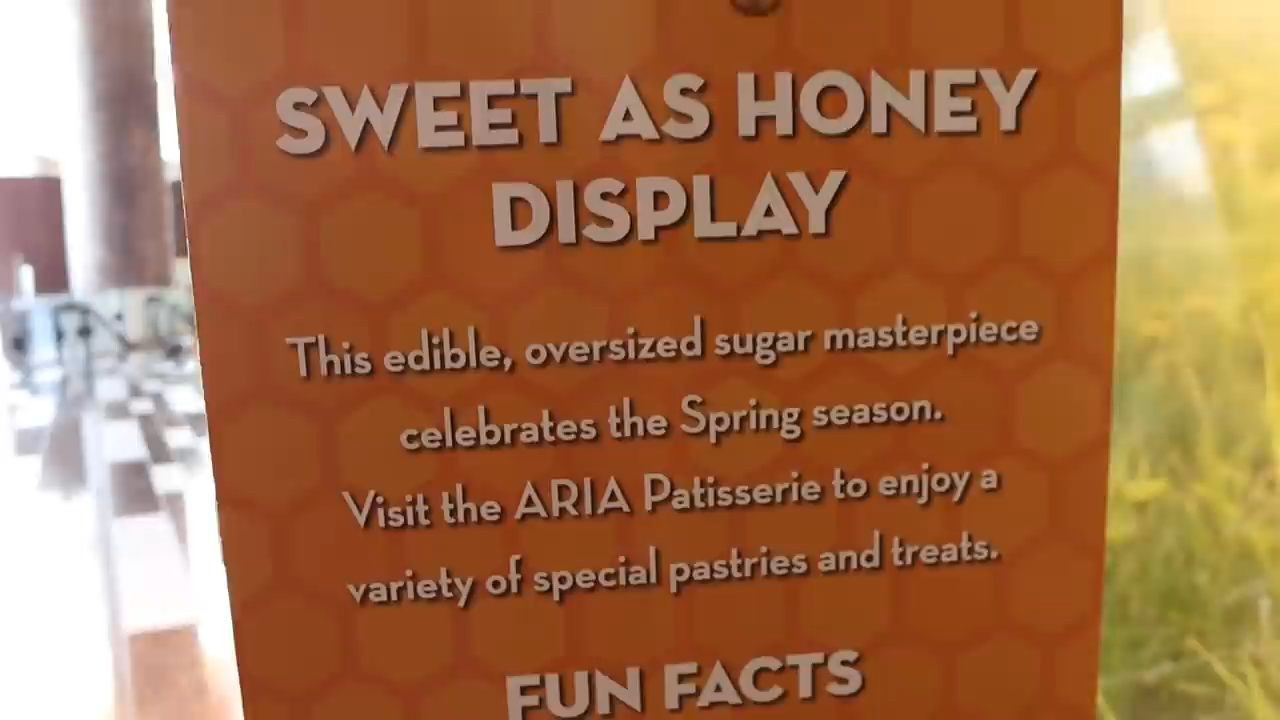 SWEET AS HONEY
DISPLAY
This edible, oversized sugar masterpiece
celebrates the Spring season.
Visit the ARIA Patisserie to enjoy a
variety of special pastries and treats.
FUN FACTS